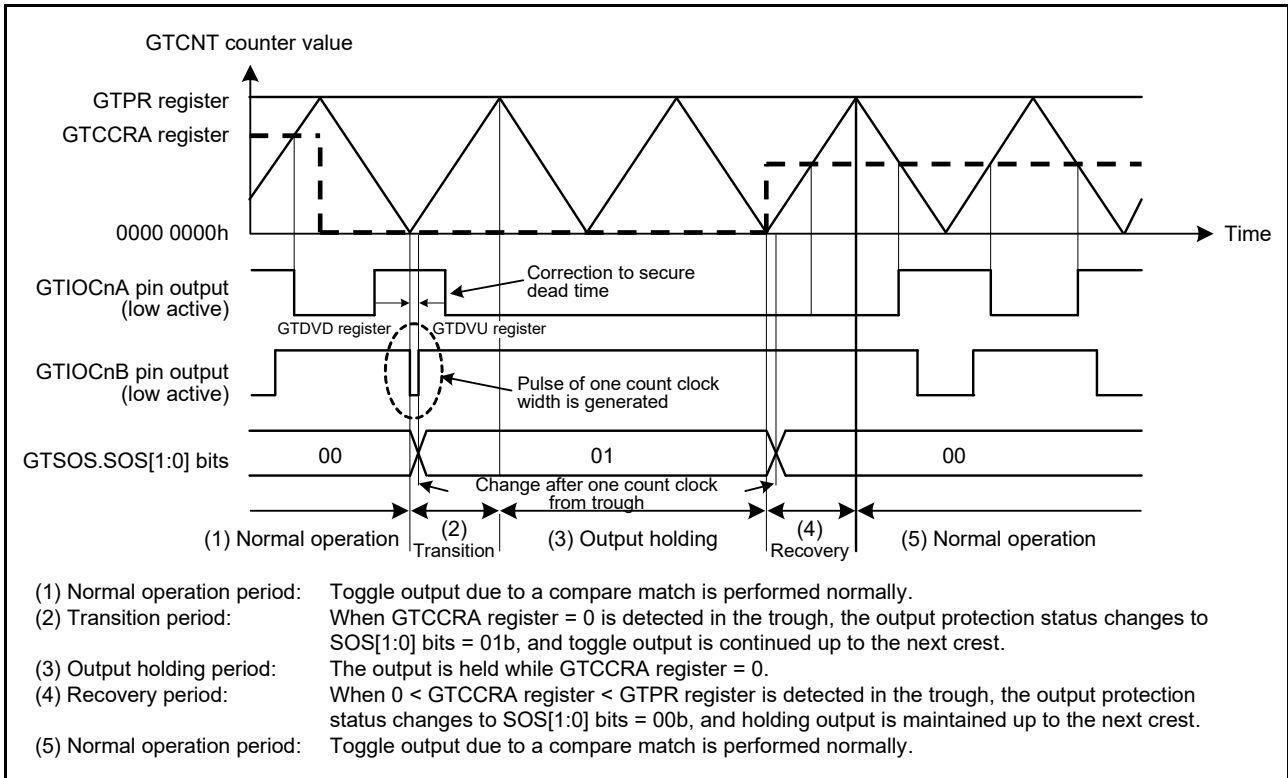 GTCNT counter value
GTPR register
GTCCRA register
0000 0000h
Time
GTIOCnA pin output
(low active)
Correction to secure
dead time
GTDVD register
GTDVU register
GTIOCnB pin output
(low active)
Pulse of one count clock
width is generated
GTSOS.SOS[1:0] bits
00
01
00
Change after one count clock
from trough
(1) Normal operation
(2)
Transition
(3) Output holding
(4)
Recovery
(5) Normal operation
(1) Normal operation period: Toggle output due to a compare match is performed normally.
(2) Transition period: When GTCCRA register = 0 is detected in the trough, the output protection status changes to
SOS[1:0] bits = 01b, and toggle output is continued up to the next crest.
(3) Output holding period: The output is held while GTCCRA register = 0.
(4) Recovery period: When 0 < GTCCRA register < GTPR register is detected in the trough, the output protection
status changes to SOS[1:0] bits = 00b, and holding output is maintained up to the next crest.
(5) Normal operation period: Toggle output due to a compare match is performed normally.